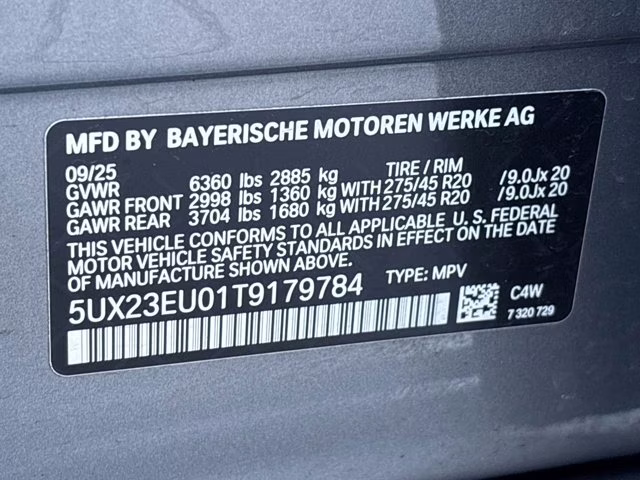 MFD BY BAYERISCHE MOTOREN WERKE AG
09/25 TIRE / RIM
GVWR 6360 lbs 2885 kg
GAWR FRONT 2998 lbs 1360 kg WITH 275/45 R20 /9.0Jx20
GAWR REAR 3704 lbs 1680 kg WITH 275/45 R20 /9.0Jx20
THIS VEHICLE CONFORMS TO ALL APPLICABLE U.S. FEDERAL
MOTOR VEHICLE SAFETY STANDARDS IN EFFECT ON THE DATE
OF MANUFACTURE SHOWN ABOVE.
5UX23EU01T9179784 TYPE: MPV
C4W
7 320 729